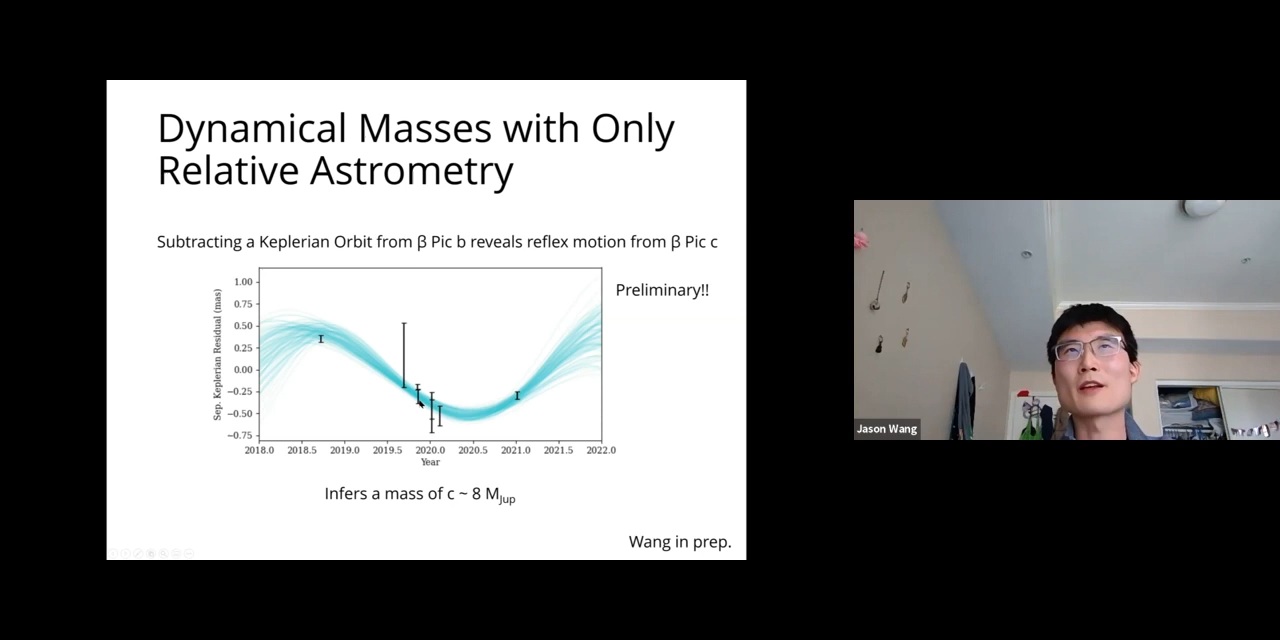 Dynamical Masses with Only
Relative Astrometry
Subtracting a Keplerian Orbit from β Pic b reveals reflex motion from β Pic c
Preliminary!!
Sep. Keplerian Residual (mas)
1.00
0.75
0.50
0.25
0.00
−0.25
−0.50
−0.75
2018.0 2018.5 2019.0 2019.5 2020.0 2020.5 2021.0 2021.5 2022.0
Year
Infers a mass of c ~ 8 MJup
Wang in prep.
Jason Wang